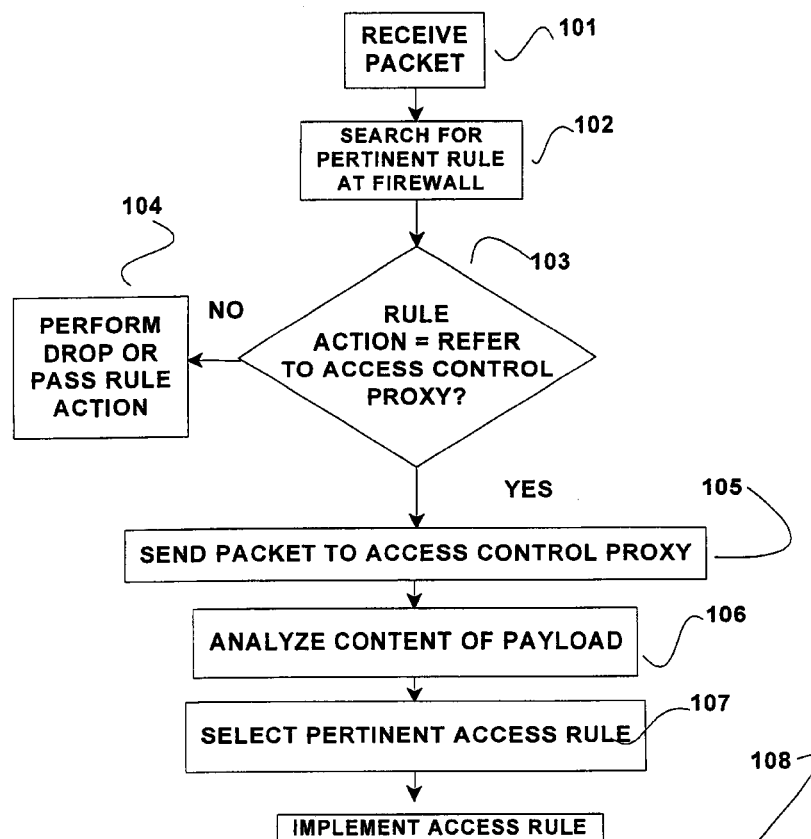 RECEIVE
PACKET
101
SEARCH FOR
PERTINENT RULE
AT FIREWALL
102
103
104
RULE
ACTION = REFER
TO ACCESS CONTROL
PROXY?
NO
PERFORM
DROP OR
PASS RULE
ACTION
YES
105
SEND PACKET TO ACCESS CONTROL PROXY
106
ANALYZE CONTENT OF PAYLOAD
107
SELECT PERTINENT ACCESS RULE
108
IMPLEMENT ACCESS RULE